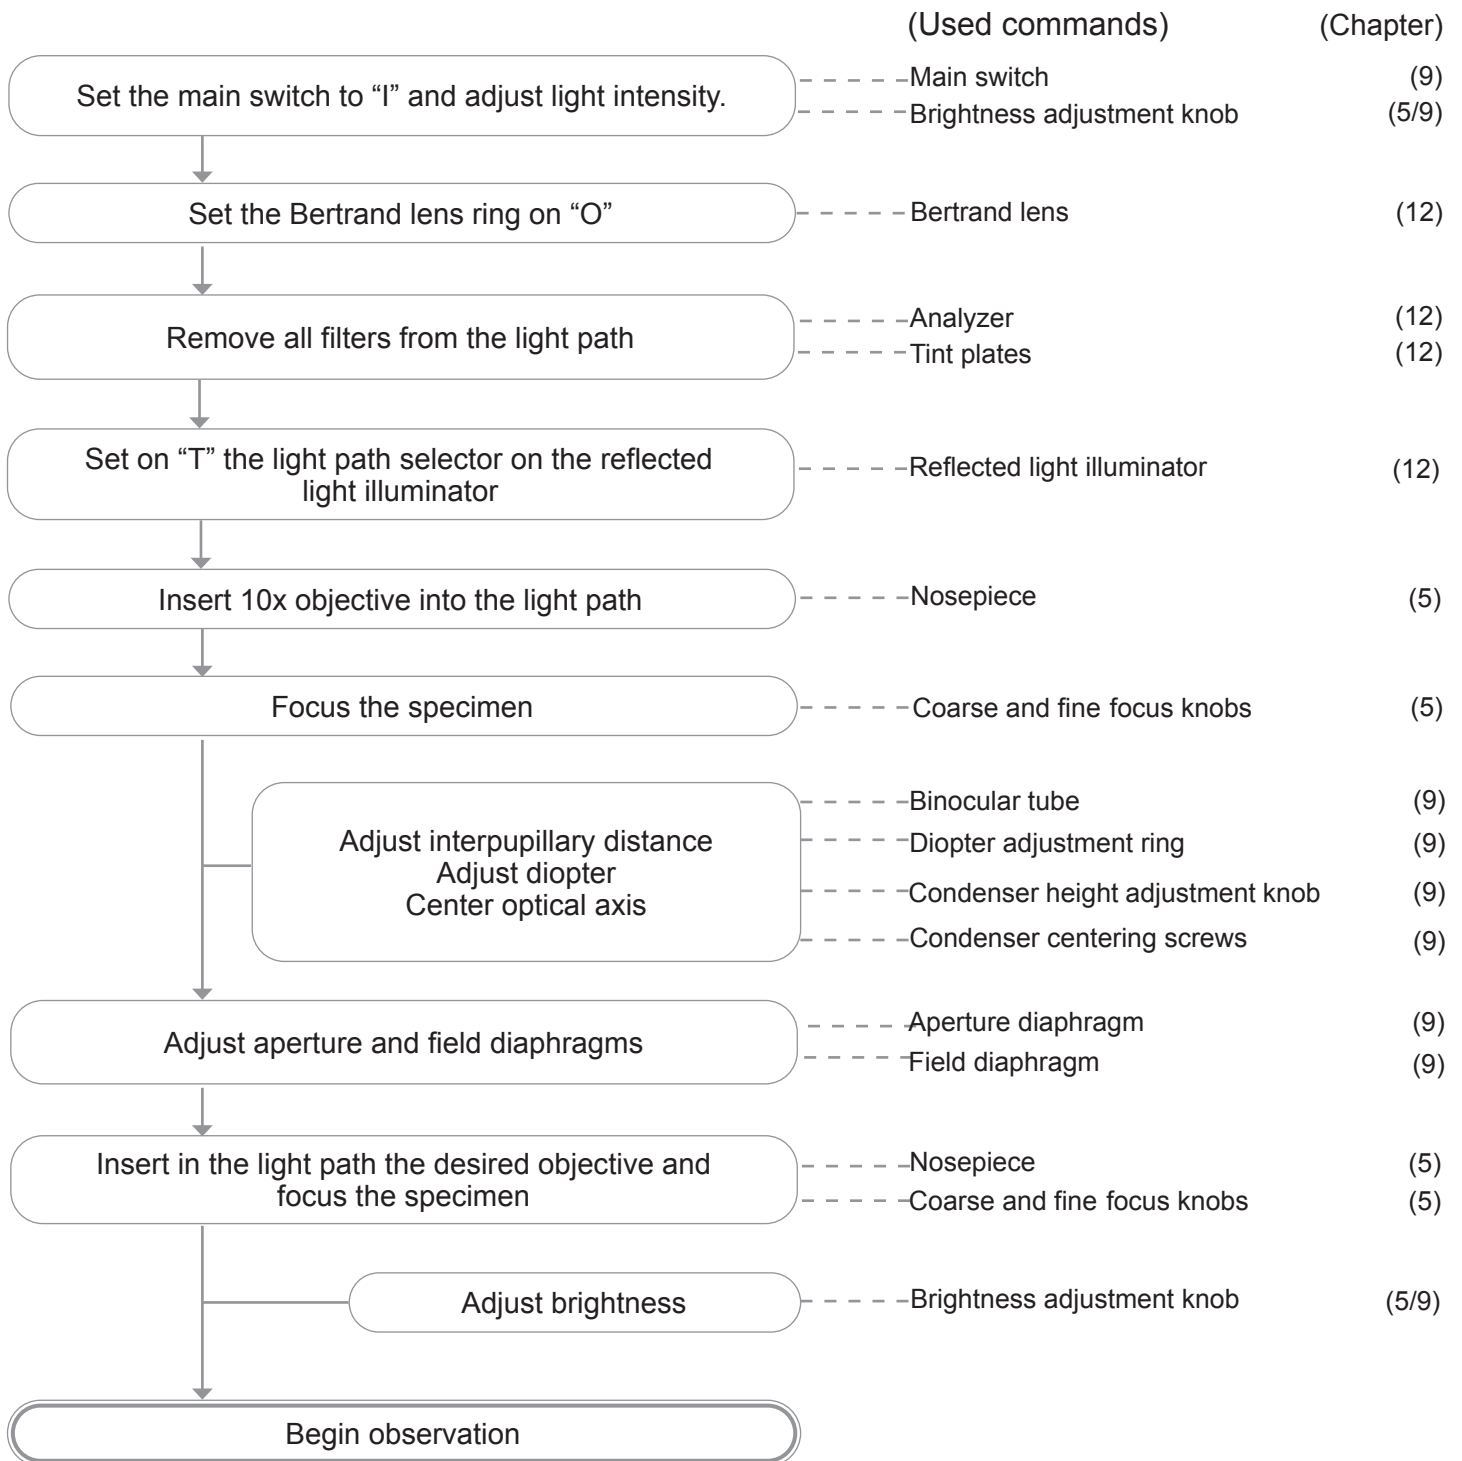 (Used commands) (Chapter)
Set the main switch to “I” and adjust light intensity.
Main switch (9)
Brightness adjustment knob (5/9)
Set the Bertrand lens ring on “O”
Bertrand lens (12)
Remove all filters from the light path
Analyzer (12)
Tint plates (12)
Set on “T” the light path selector on the reflected
light illuminator
Reflected light illuminator (12)
Insert 10x objective into the light path
Nosepiece (5)
Focus the specimen
Coarse and fine focus knobs (5)
Adjust interpupillary distance
Adjust diopter
Center optical axis
Binocular tube (9)
Diopter adjustment ring (9)
Condenser height adjustment knob (9)
Condenser centering screws (9)
Adjust aperture and field diaphragms
Aperture diaphragm (9)
Field diaphragm (9)
Insert in the light path the desired objective and
focus the specimen
Nosepiece (5)
Coarse and fine focus knobs (5)
Adjust brightness
Brightness adjustment knob (5/9)
Begin observation